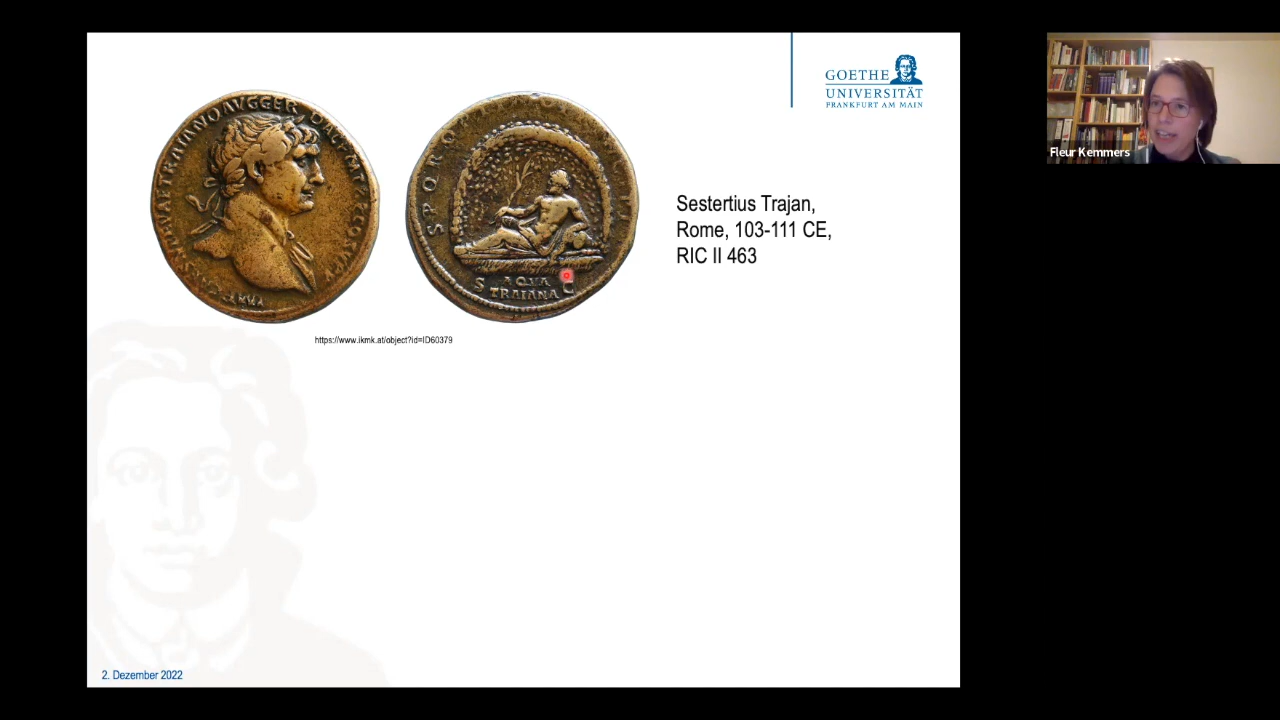 GOETHE
UNIVERSITÄT
FRANKFURT AM MAIN
Fleur Kemmers
S P Q R
S C
AQVA
TRAIANA
Sestertius Trajan,
Rome, 103-111 CE,
RIC II 463
https://www.ikmk.at/object?id=ID60379
2. Dezember 2022